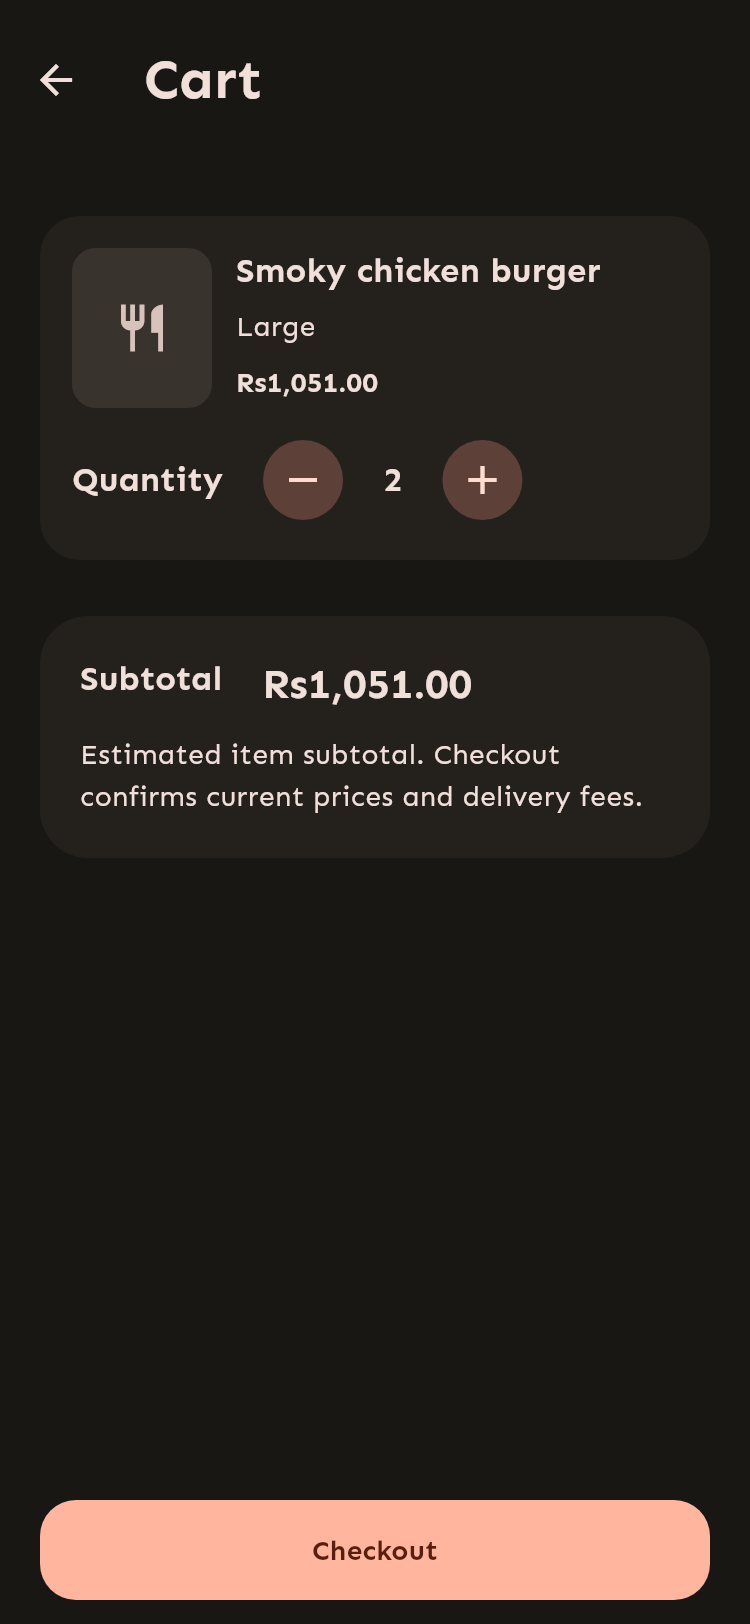 Cart
Smoky chicken burger
Large
Rs1,051.00
Quantity
2
Subtotal Rs1,051.00
Estimated item subtotal. Checkout
confirms current prices and delivery fees.
Checkout